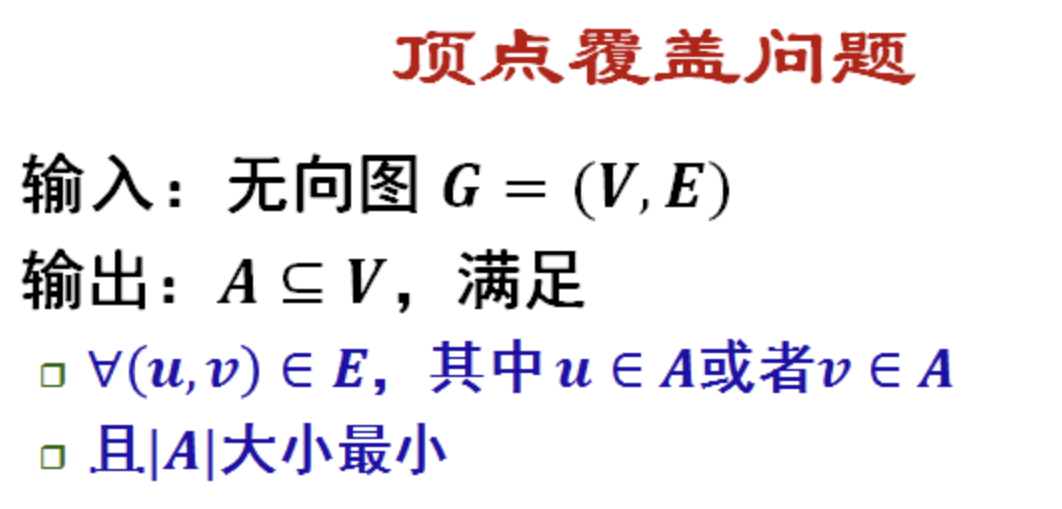 顶点覆盖问题
输入：无向图 G = (V, E)
输出：A ⊆ V，满足
❐ ∀(u, v) ∈ E，其中 u ∈ A或者v ∈ A
❐ 且|A|大小最小